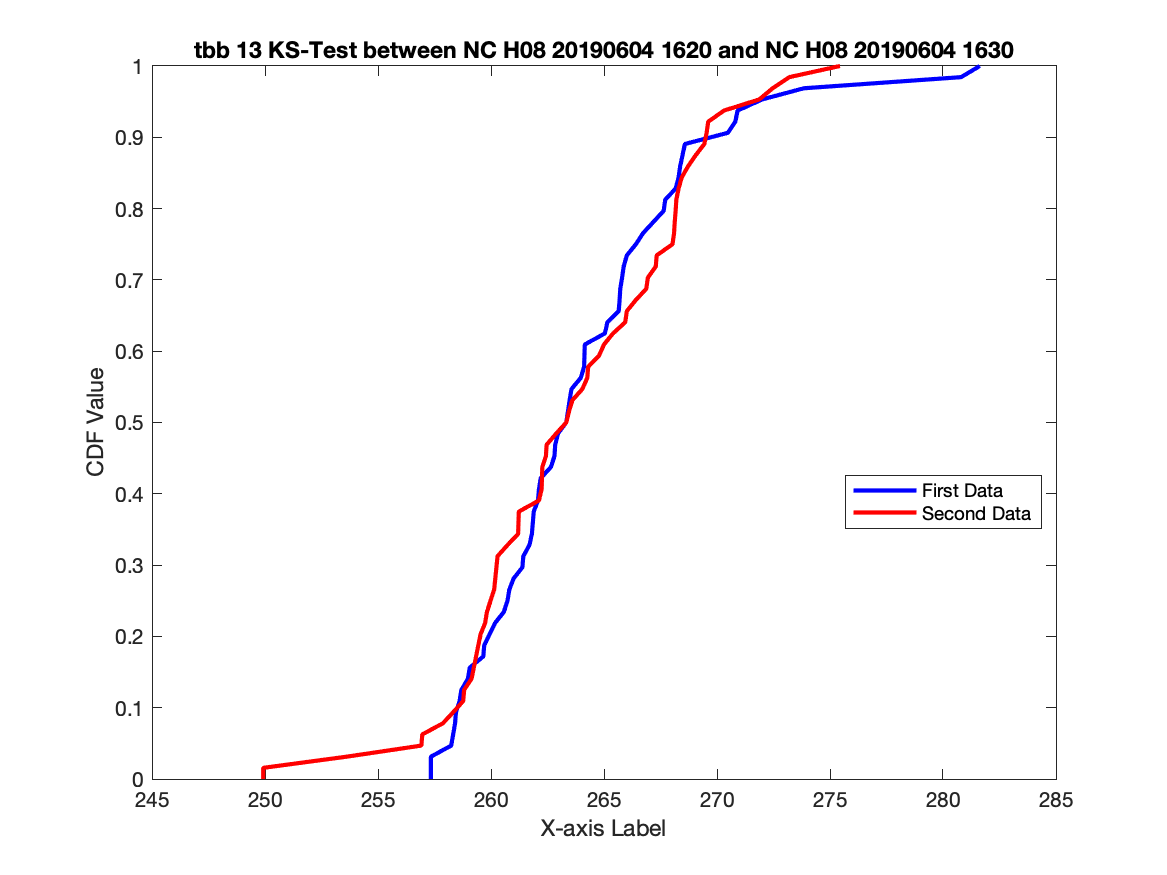 tbb 13 KS-Test between NC H08 20190604 1620 and NC H08 20190604 1630
1
0.9
0.8
0.7
0.6
0.5
0.4
0.3
0.2
0.1
0
CDF Value
First Data
Second Data
245 250 255 260 265 270 275 280 285
X-axis Label